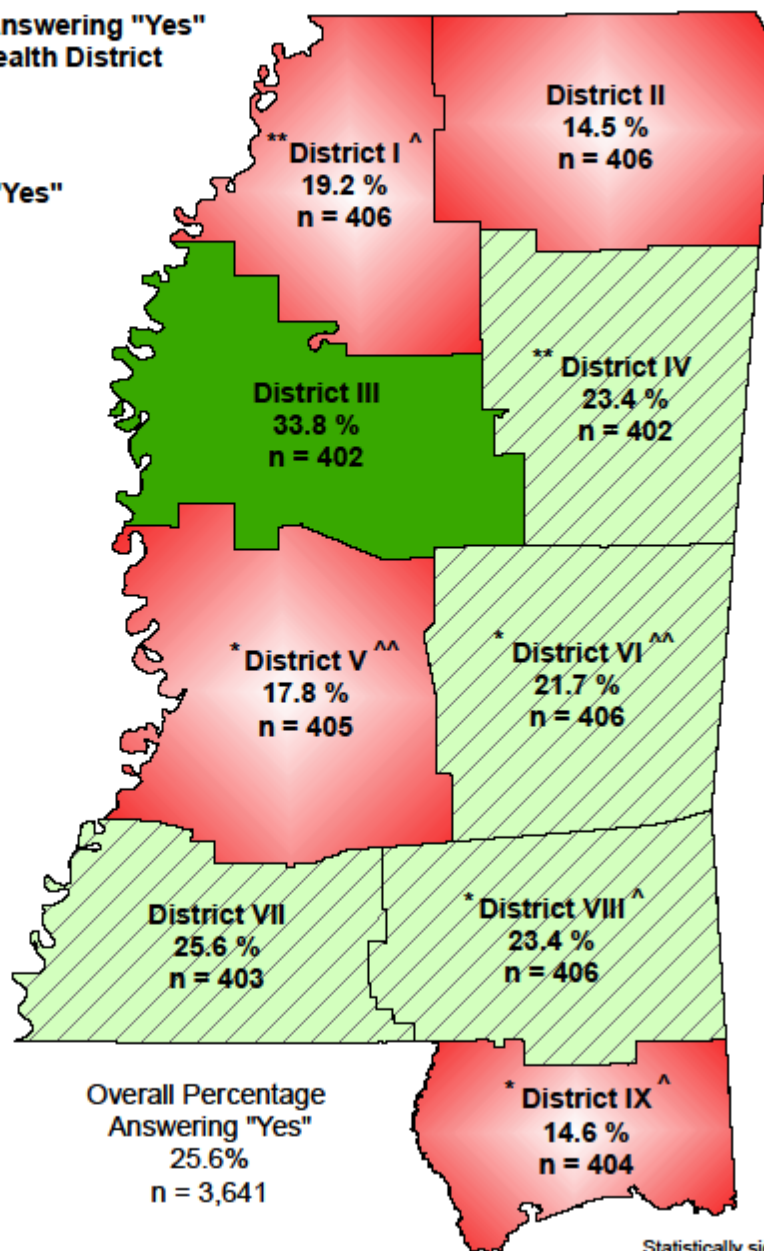 nswering "Yes"
ealth District
"Yes"
District II
14.5 %
n = 406
** District I ^
19.2 %
n = 406
** District IV
23.4 %
n = 402
District III
33.8 %
n = 402
* District V ^^
17.8 %
n = 405
* District VI ^^
21.7 %
n = 406
District VII
25.6 %
n = 403
* District VIII ^
23.4 %
n = 406
Overall Percentage
Answering "Yes"
25.6%
n = 3,641
* District IX ^
14.6 %
n = 404
Statistically si